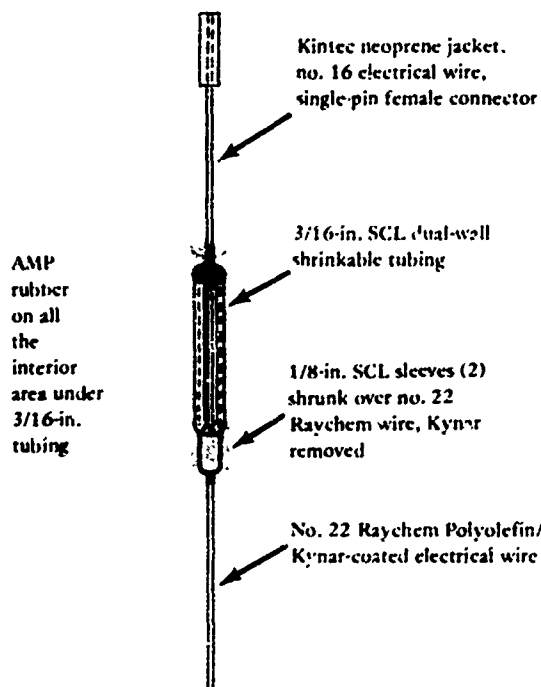 Kintec neoprene jacket,
no. 16 electrical wire,
single-pin female connector
3/16-in. SCL dual-wall
shrinkable tubing
AMP
rubber
on all
the
interior
area under
3/16-in.
tubing
1/8-in. SCL sleeves (2)
shrunk over no. 22
Raychem wire, Kynar
removed
No. 22 Raychem Polyolefin/
Kynar-coated electrical wire